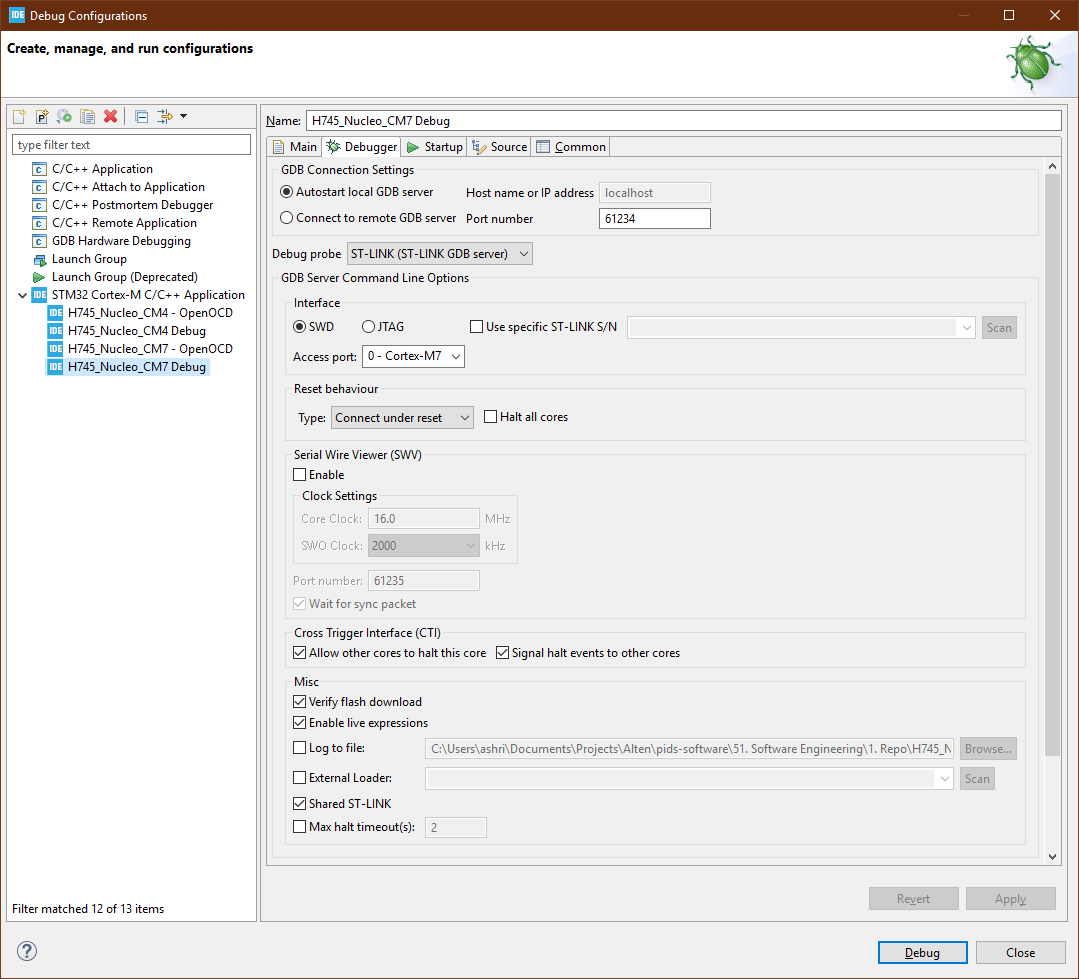 IDE Debug Configurations
Create, manage, and run configurations
Name: H745_Nucleo_CM7 Debug
type filter text
C/C++ Application
C/C++ Attach to Application
C/C++ Postmortem Debugger
C/C++ Remote Application
GDB Hardware Debugging
Launch Group
Launch Group (Deprecated)
IDE STM32 Cortex-M C/C++ Application
IDE H745_Nucleo_CM4 - OpenOCD
IDE H745_Nucleo_CM4 Debug
IDE H745_Nucleo_CM7 - OpenOCD
IDE H745_Nucleo_CM7 Debug
Filter matched 12 of 13 items
Main Debugger Startup Source Common
GDB Connection Settings
Autostart local GDB server Host name or IP address localhost
Connect to remote GDB server Port number 61234
Debug probe ST-LINK (ST-LINK GDB server)
GDB Server Command Line Options
Interface
SWD JTAG Use specific ST-LINK S/N Scan
Access port: 0 - Cortex-M7
Reset behaviour
Type: Connect under reset Halt all cores
Serial Wire Viewer (SWV)
Enable
Clock Settings
Core Clock: 16.0 MHz
SWO Clock: 2000 kHz
Port number: 61235
Wait for sync packet
Cross Trigger Interface (CTI)
Allow other cores to halt this core Signal halt events to other cores
Misc
Verify flash download
Enable live expressions
Log to file: C:\Users\ashri\Documents\Projects\Alten\pids-software\51. Software Engineering\1. Repo\H745_N Browse...
External Loader: Scan
Shared ST-LINK
Max halt timeout(s): 2
Revert Apply
? Debug Close